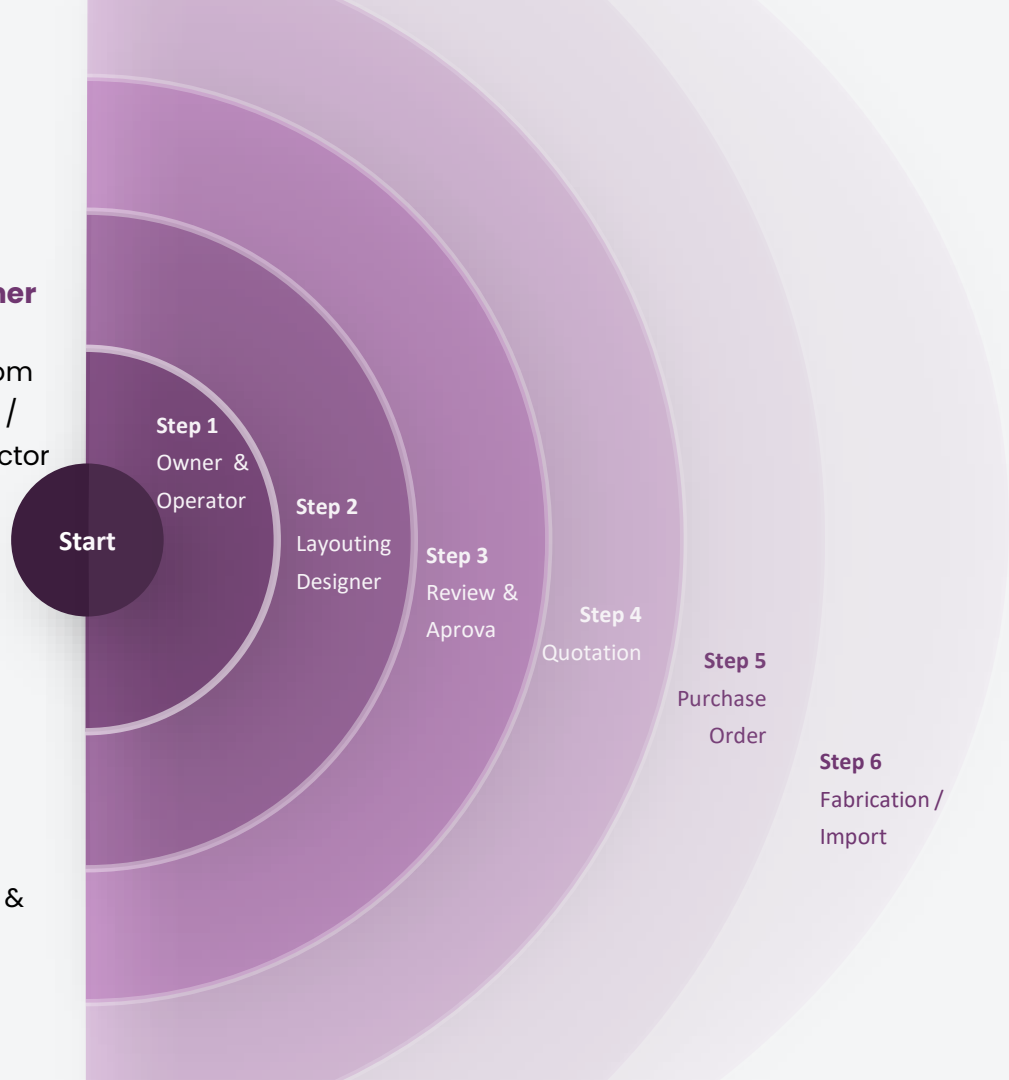 ner
om
/
ctor
Start
Step 1
Owner &
Operator
Step 2
Layouting
Designer
Step 3
Review &
Aprova
Step 4
Quotation
Step 5
Purchase
Order
Step 6
Fabrication /
Import
&